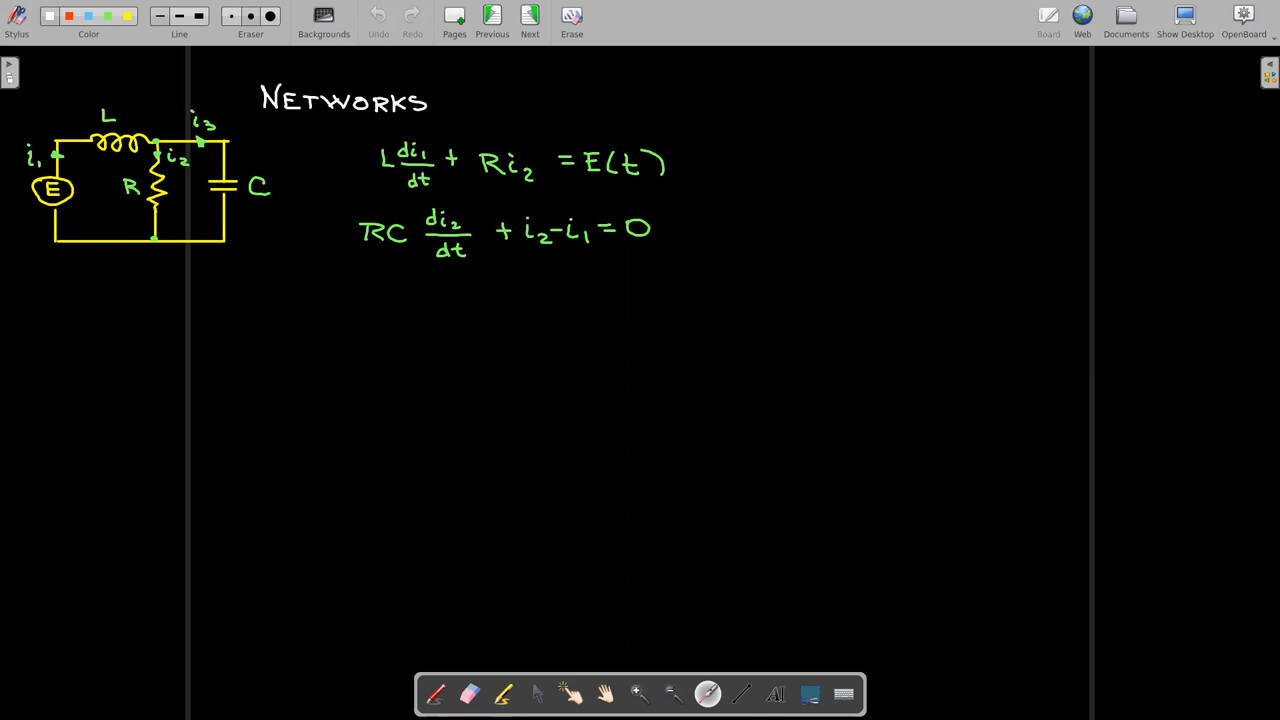 Stylus Color Line Eraser Backgrounds Undo Redo Pages Previous Next Erase Board Web Documents Show Desktop OpenBoard
NETWORKS
L
i₃
i₁
i₂
E
R
C
L di₁/dt + Ri₂ = E(t)
RC di₂/dt + i₂-i₁ = 0
AI